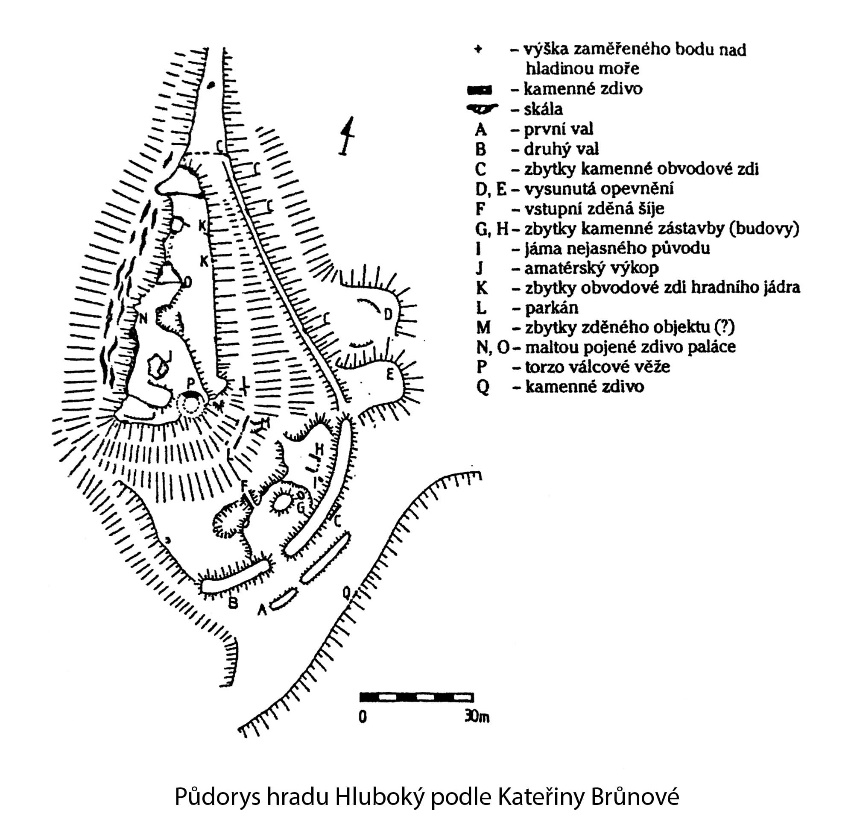 + – výška zaměřeného bodu nad
hladinou moře
– kamenné zdivo
– skála
A – první val
B – druhý val
C – zbytky kamenné obvodové zdi
D, E – vysunutá opevnění
F – vstupní zděná šíje
G, H – zbytky kamenné zástavby (budovy)
I – jáma nejasného původu
J – amatérský výkop
K – zbytky obvodové zdi hradního jádra
L – parkán
M – zbytky zděného objektu (?)
N, O – maltou pojené zdivo paláce
P – torzo válcové věže
Q – kamenné zdivo
C
C
C
K
K
O
N
C
D
J
P
E
L
M
H
L
I
F
G
C
B
A
Q
0 30m
Půdorys hradu Hluboký podle Kateřiny Brůnové